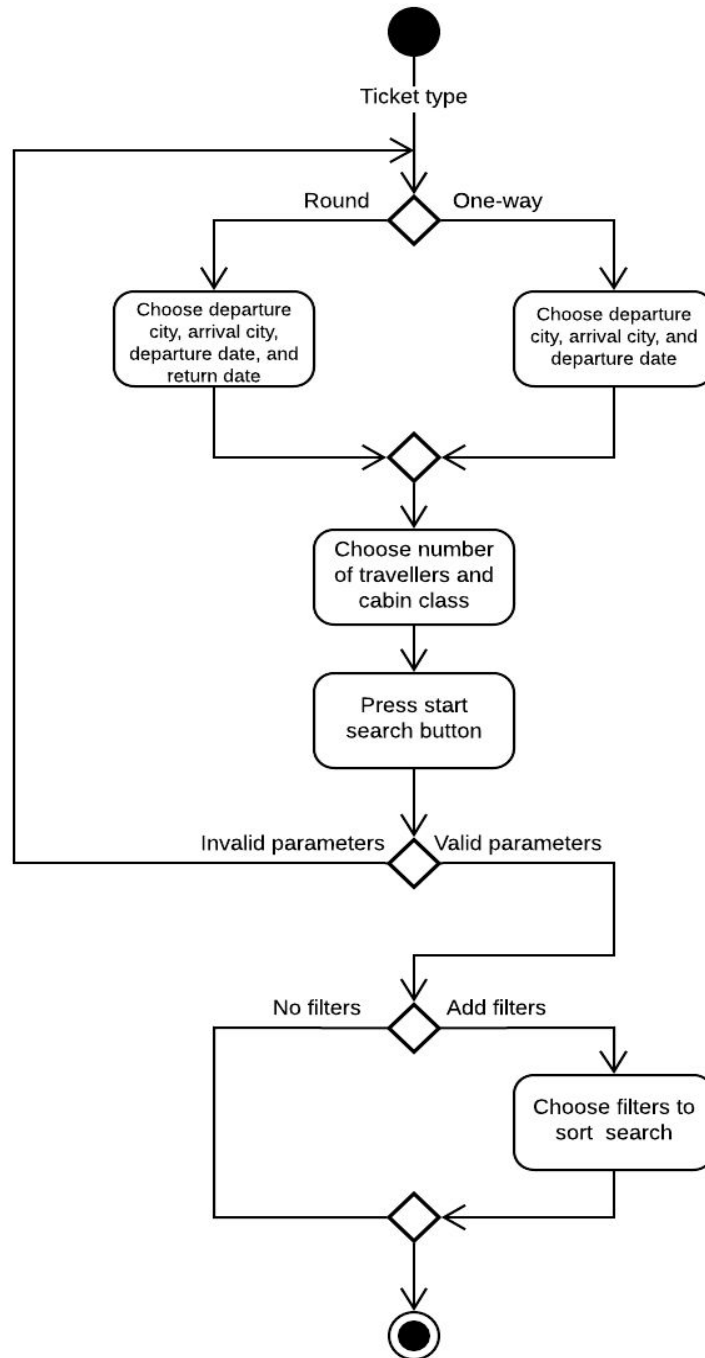 Ticket type
Round
One-way
Choose departure
city, arrival city,
departure date, and
return date
Choose departure
city, arrival city, and
departure date
Choose number
of travellers and
cabin class
Press start
search button
Invalid parameters
Valid parameters
No filters
Add filters
Choose filters to
sort search